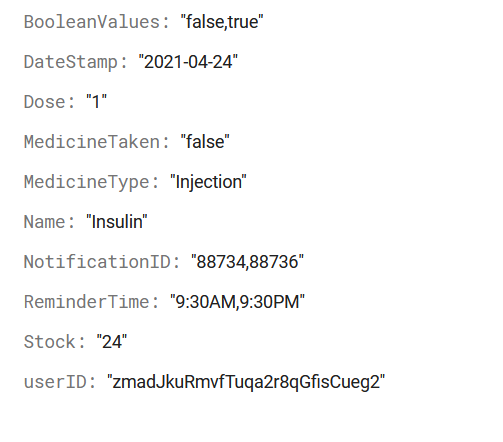 BooleanValues: "false,true"
DateStamp: "2021-04-24"
Dose: "1"
MedicineTaken: "false"
MedicineType: "Injection"
Name: "Insulin"
NotificationID: "88734,88736"
ReminderTime: "9:30AM,9:30PM"
Stock: "24"
userID: "zmadJkuRmvfTuqa2r8qGfisCueg2"